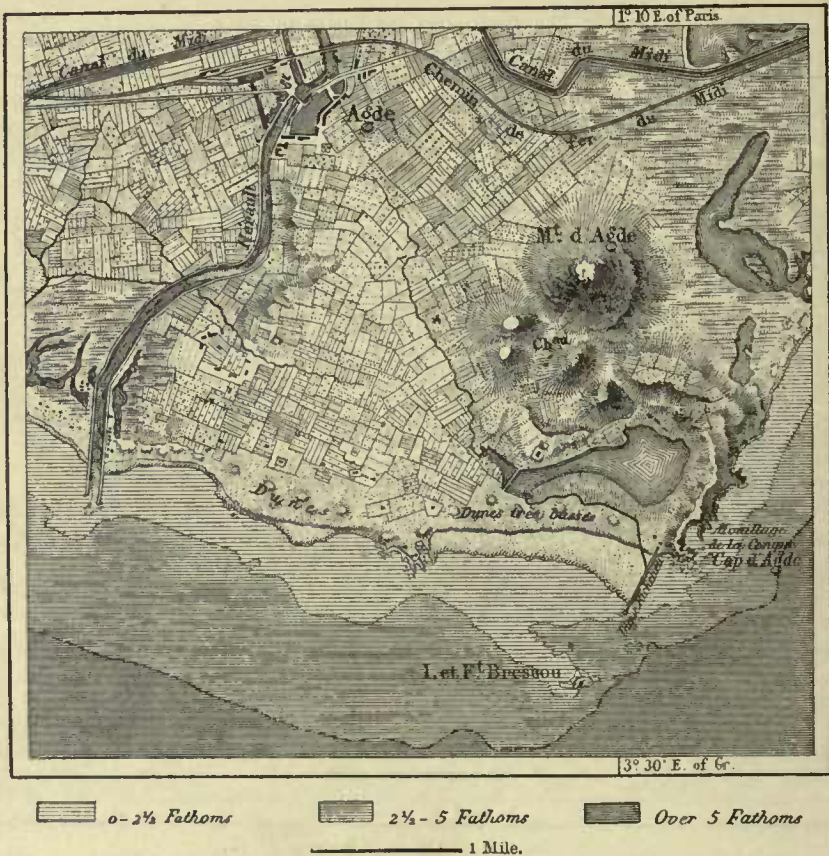 1° 10 E. of Paris.
Canal du Midi
Canal du Midi
Chemin de fer du Midi
Agde
Hérault
Mt. d'Agde
Chau
Dunes
Dunes très basses
Mouillage
de la Conque
Cap d'Agde
I. et Ft. Brescou
3° 30' E. of Gr.
0-2½ Fathoms
2½-5 Fathoms
Over 5 Fathoms
1 Mile.